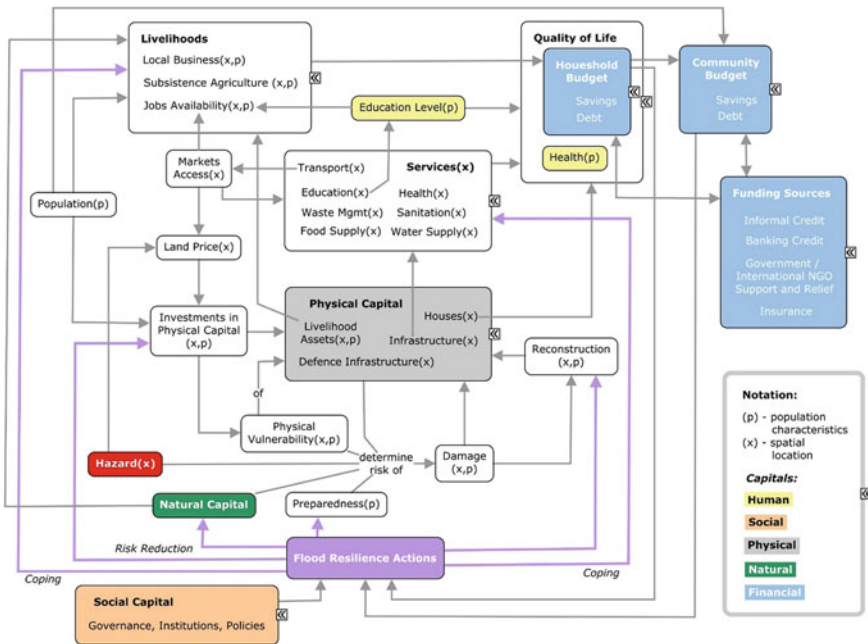 Livelihoods
Local Business(x,p)
Subsistence Agriculture (x,p)
Jobs Availability(x,p)
Quality of Life
Houeshold
Budget
Savings
Debt
Health(p)
Community
Budget
Savings
Debt
Education Level(p)
Markets
Access(x)
Services(x)
Transport(x)
Education(x)
Health(x)
Waste Mgmt(x)
Sanitation(x)
Food Supply(x)
Water Supply(x)
Population(p)
Funding Sources
Informal Credit
Banking Credit
Government /
International NGO
Support and Relief
Insurance
Land Price(x)
Investments in
Physical Capital
(x,p)
Physical Capital
Houses(x)
Livelihood
Assets(x,p)
Infrastructure(x)
Defence Infrastructure(x)
Reconstruction
(x,p)
of
Physical
Vulnerability(x,p)
Hazard(x)
determine
risk of
Damage
(x,p)
Natural Capital
Preparedness(p)
Risk Reduction
Flood Resilience Actions
Coping
Coping
Social Capital
Governance, Institutions, Policies
Notation:
(p) - population
characteristics
(x) - spatial
location
Capitals:
Human
Social
Physical
Natural
Financial